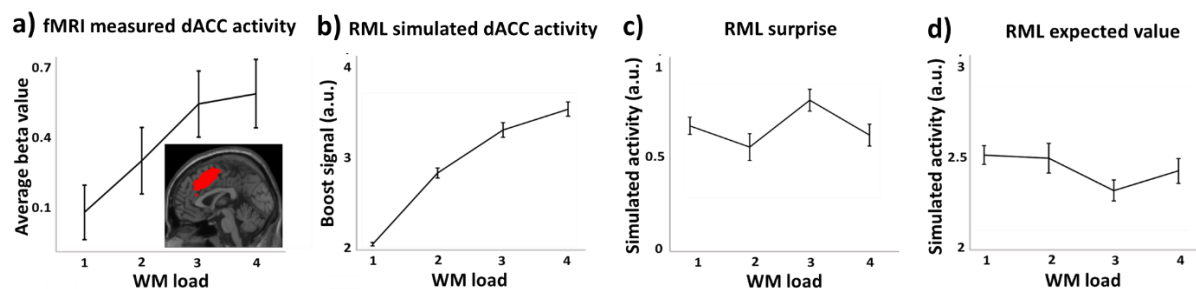 a) fMRI measured dACC activity
Average beta value
0.7
0.4
0.1
1 2 3 4
WM load
b) RML simulated dACC activity
Boost signal (a.u.)
4
3
2
1 2 3 4
WM load
c) RML surprise
Simulated activity (a.u.)
1
0.5
0
1 2 3 4
WM load
d) RML expected value
Simulated activity (a.u.)
3
2.5
2
1 2 3 4
WM load